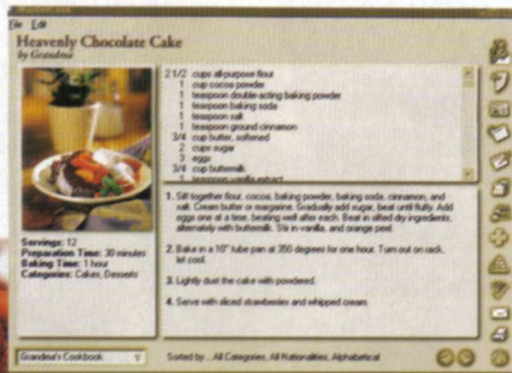 File Edit
Heavenly Chocolate Cake
by Grandma
2 1/2 cups all-purpose flour
1 cup cocoa powder
1 teaspoon double-acting baking powder
1 teaspoon baking soda
1 teaspoon salt
1 teaspoon ground cinnamon
3/4 cup butter, softened
2 cups sugar
3 eggs
3/4 cup buttermilk
1 teaspoon vanilla extract
1. Sift together flour, cocoa, baking powder, baking soda, cinnamon, and
salt. Cream butter or margarine. Gradually add sugar, beat until fluffy. Add
eggs one at a time, beating well after each. Beat in sifted dry ingredients,
alternately with buttermilk. Stir in vanilla, and orange peel.
2. Bake in a 10" tube pan at 350 degrees for one hour. Turn out on rack,
let cool.
3. Lightly dust the cake with powdered.
4. Serve with sliced strawberries and whipped cream.
Servings: 12
Preparation Time: 30 minutes
Baking Time: 1 hour
Categories: Cakes, Desserts
Grandma's Cookbook
Sorted by... All Categories, All Nationalities, Alphabetical